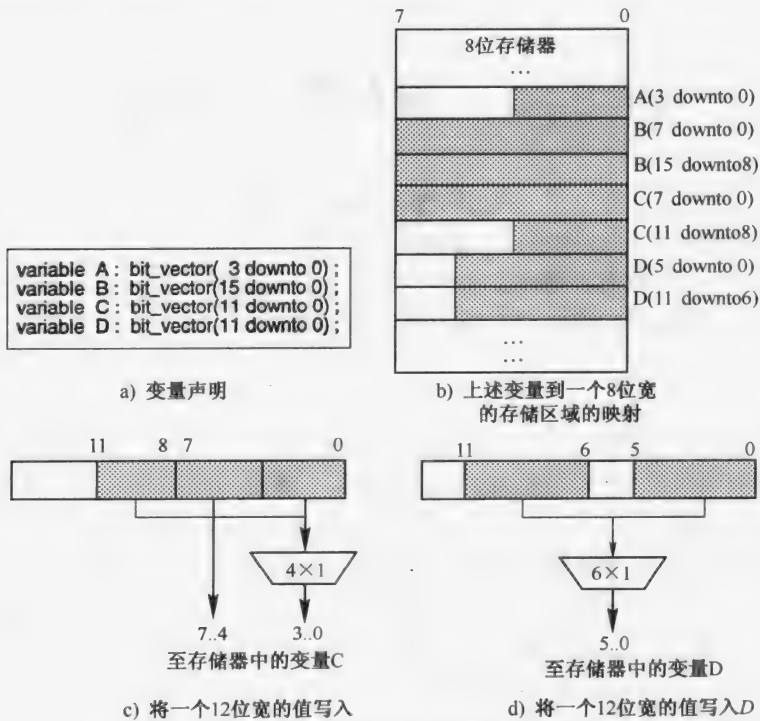 7 0
8位存储器
…
A(3 downto 0)
B(7 downto 0)
B(15 downto8)
C(7 downto 0)
C(11 downto8)
D(5 downto 0)
D(11 downto6)
…
…
variable A : bit_vector( 3 downto 0) ;
variable B : bit_vector(15 downto 0) ;
variable C : bit_vector(11 downto 0) ;
variable D : bit_vector(11 downto 0) ;
a) 变量声明
b) 上述变量到一个8位宽
的存储区域的映射
11 8 7 0
4×1
7..4 3..0
至存储器中的变量C
c) 将一个12位宽的值写入
11 6 5 0
6×1
5..0
至存储器中的变量D
d) 将一个12位宽的值写入D